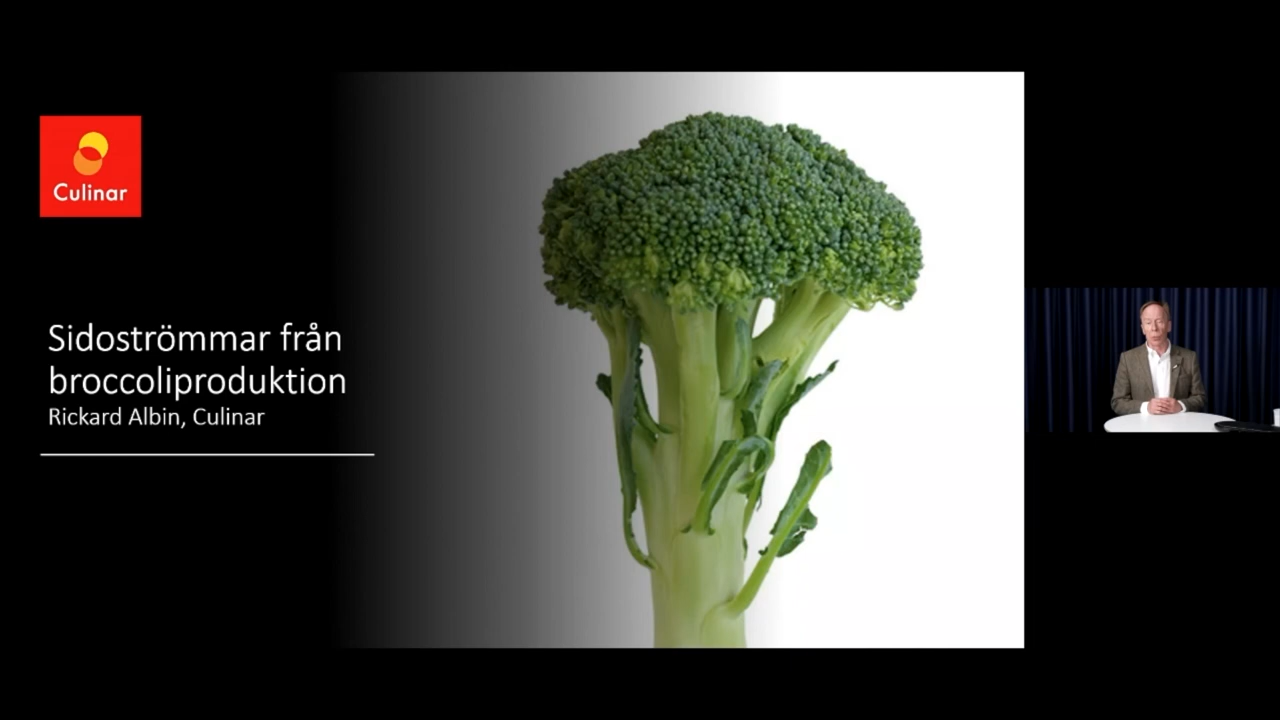 Culinar
Sidoströmmar från
broccoliproduktion
Rickard Albin, Culinar